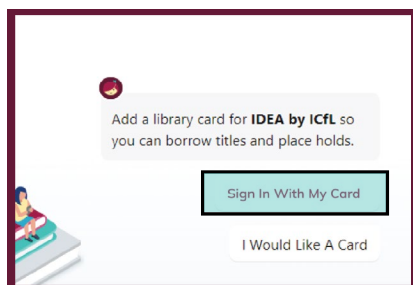 Add a library card for IDEA by ICfL so
you can borrow titles and place holds.
Sign In With My Card
I Would Like A Card